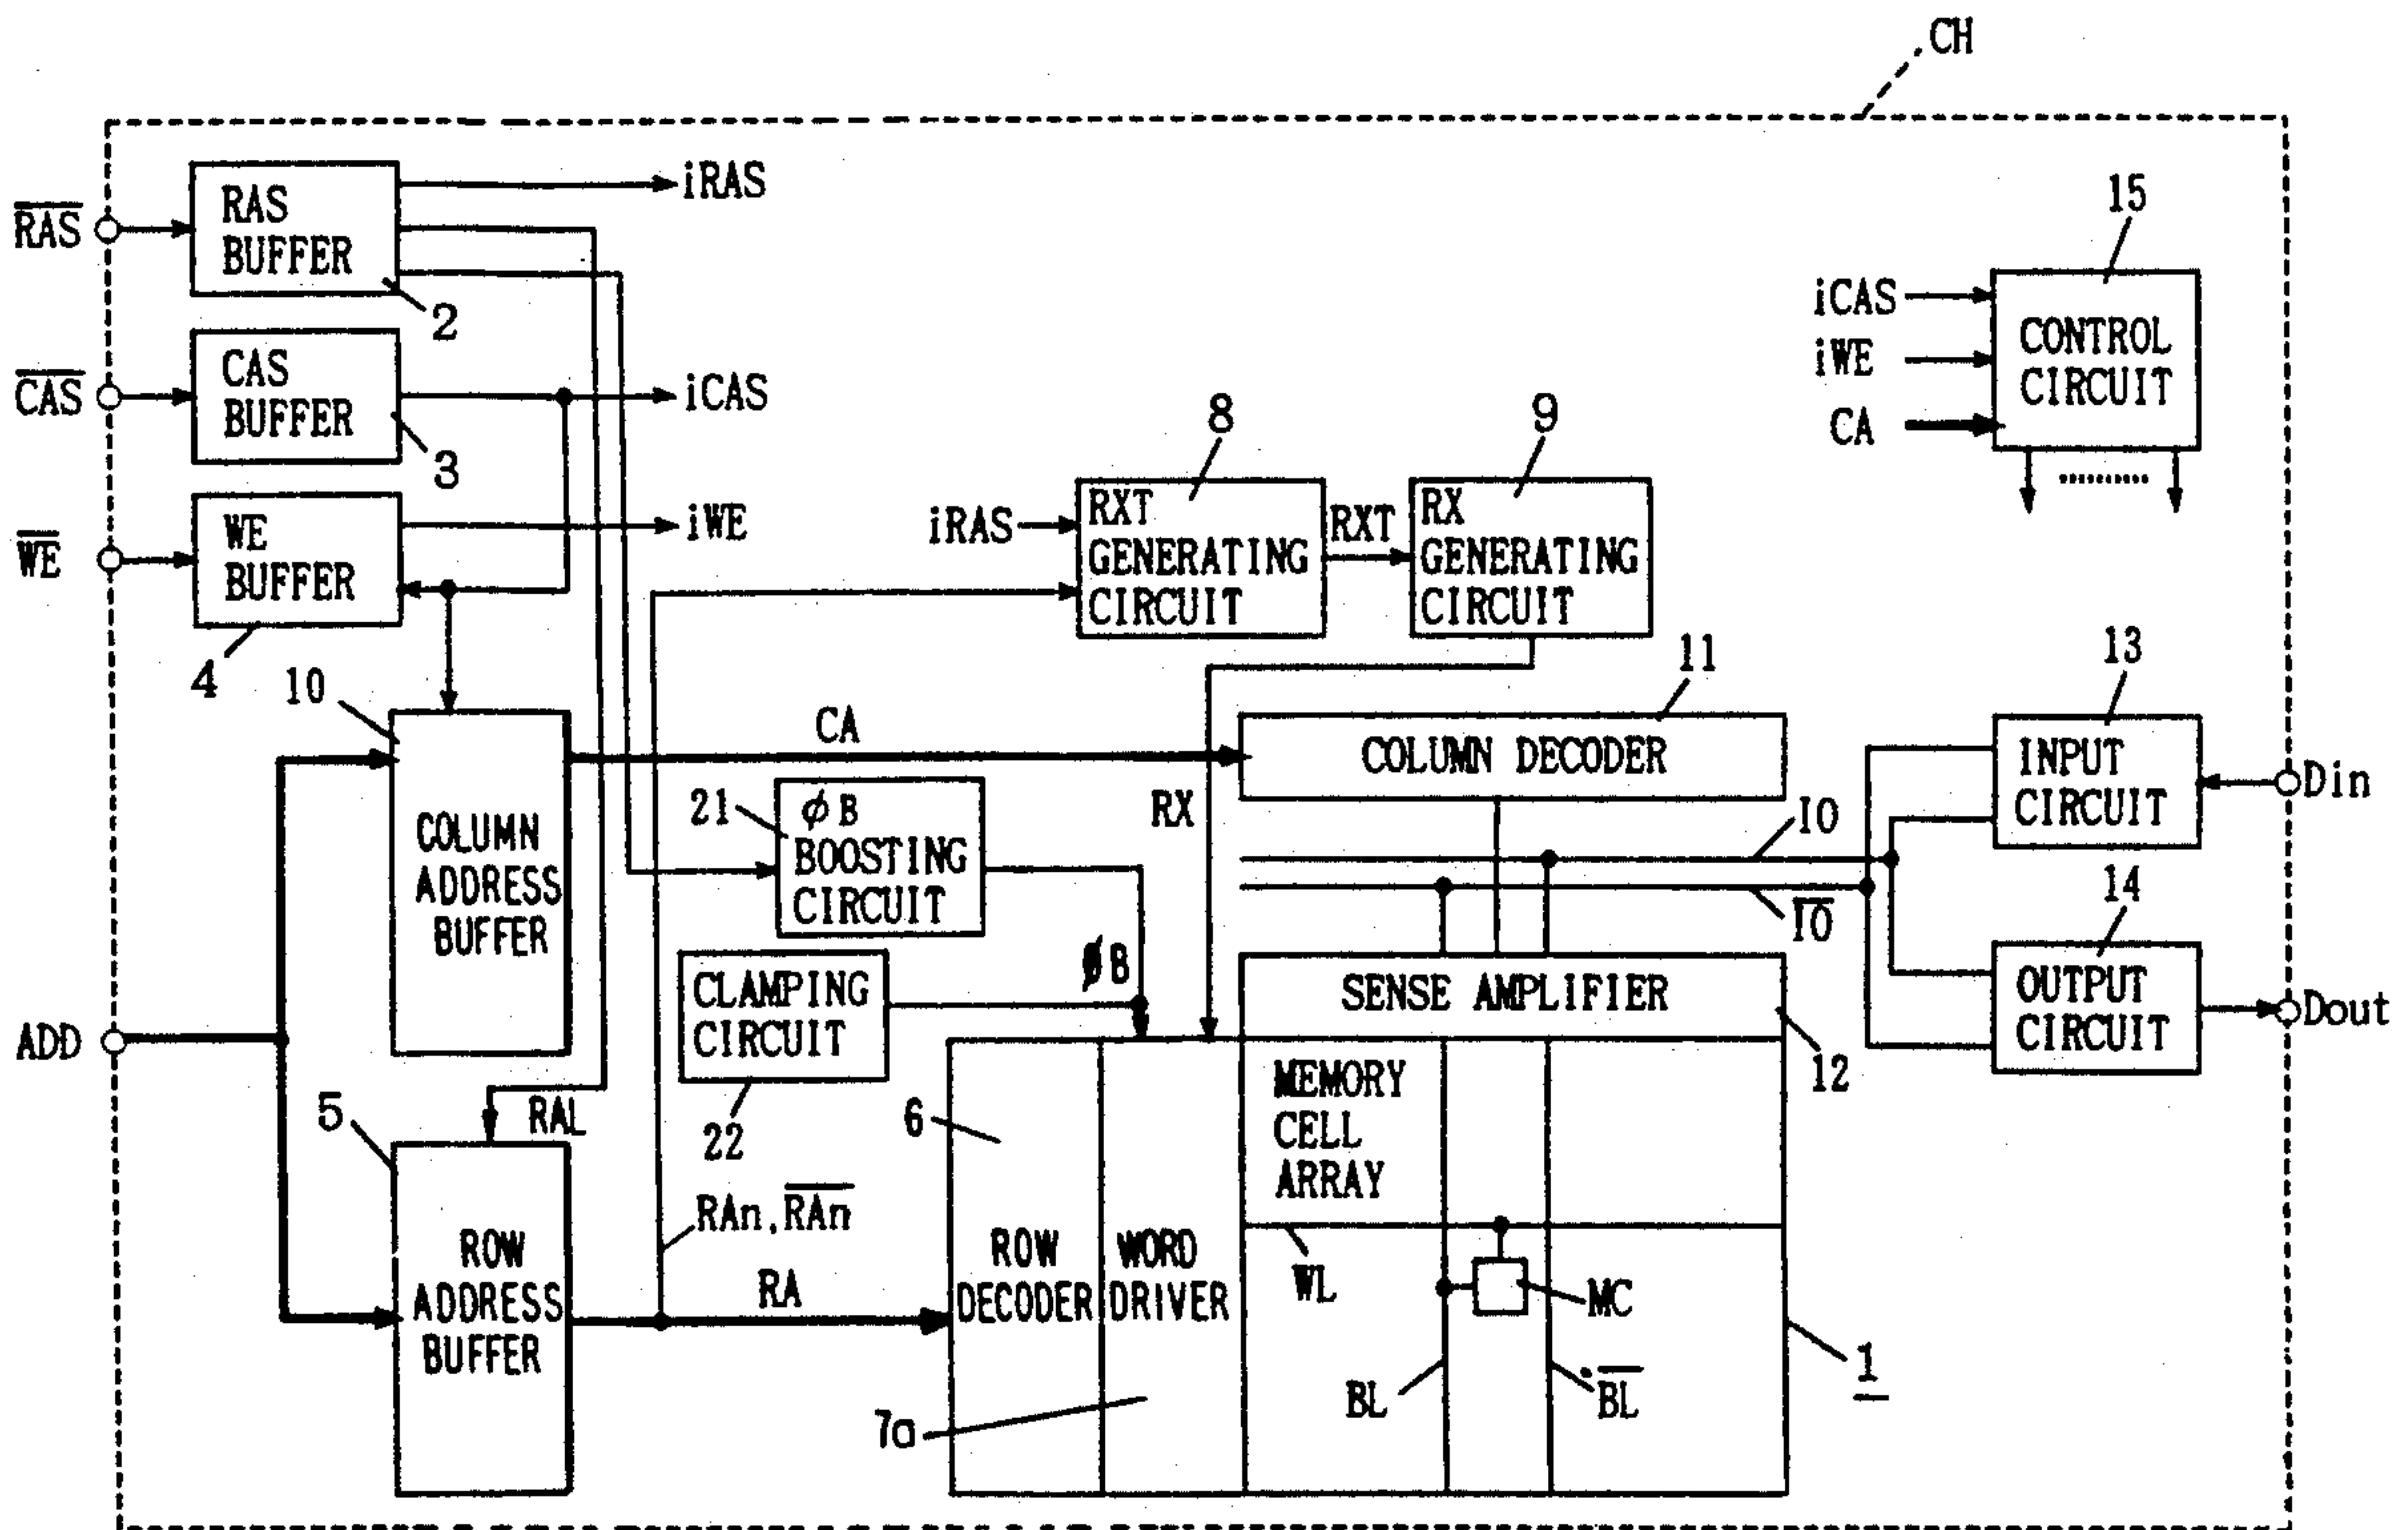 CH
RAS
RAS
BUFFER
2
iRAS
CAS
CAS
BUFFER
3
iCAS
WE
WE
BUFFER
4
iWE
15
iCAS
iWE
CA
CONTROL
CIRCUIT
iRAS
8
RXT
GENERATING
CIRCUIT
RXT
9
RX
GENERATING
CIRCUIT
10
COLUMN
ADDRESS
BUFFER
CA
11
COLUMN DECODER
RX
21
φB
BOOSTING
CIRCUIT
φB
CLAMPING
CIRCUIT
22
IO
IO
13
INPUT
CIRCUIT
Din
14
OUTPUT
CIRCUIT
Dout
SENSE AMPLIFIER
12
ADD
5
RAL
ROW
ADDRESS
BUFFER
RAn, RAn
RA
6
ROW
DECODER
WORD
DRIVER
7a
MEMORY
CELL
ARRAY
WL
MC
BL
BL
1